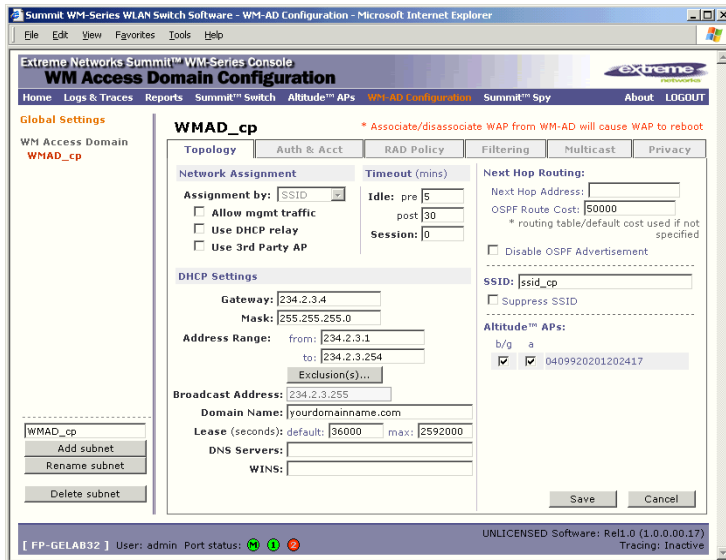 Summit WM-Series WLAN Switch Software - WM-AD Configuration - Microsoft Internet Explorer
File Edit View Favorites Tools Help
Extreme Networks Summit™ WM-Series Console
WM Access Domain Configuration
extreme networks
Home Logs & Traces Reports Summit™ Switch Altitude™ APs WM-AD Configuration Summit™ Spy About LOGOUT
Global Settings
WM Access Domain
WMAD_cp
WMAD_cp
Add subnet
Rename subnet
Delete subnet
WMAD_cp * Associate/disassociate WAP from WM-AD will cause WAP to reboot
Topology Auth & Acct RAD Policy Filtering Multicast Privacy
Network Assignment
Assignment by: SSID
Allow mgmt traffic
Use DHCP relay
Use 3rd Party AP
Timeout (mins)
Idle: pre 5
post 30
Session: 0
DHCP Settings
Gateway: 234.2.3.4
Mask: 255.255.255.0
Address Range: from: 234.2.3.1
to: 234.2.3.254
Exclusion(s)...
Broadcast Address: 234.2.3.255
Domain Name: yourdomainname.com
Lease (seconds): default: 36000 max: 2592000
DNS Servers:
WINS:
Next Hop Routing:
Next Hop Address:
OSPF Route Cost: 50000
* routing table/default cost used if not
specified
Disable OSPF Advertisement
SSID: ssid_cp
Suppress SSID
Altitude™ APs:
b/g a
0409920201202417
Save Cancel
[ FP-GELAB32 ] User: admin Port status: M 1 2
UNLICENSED Software: Rel1.0 (1.0.0.00.17)
Tracing: Inactive